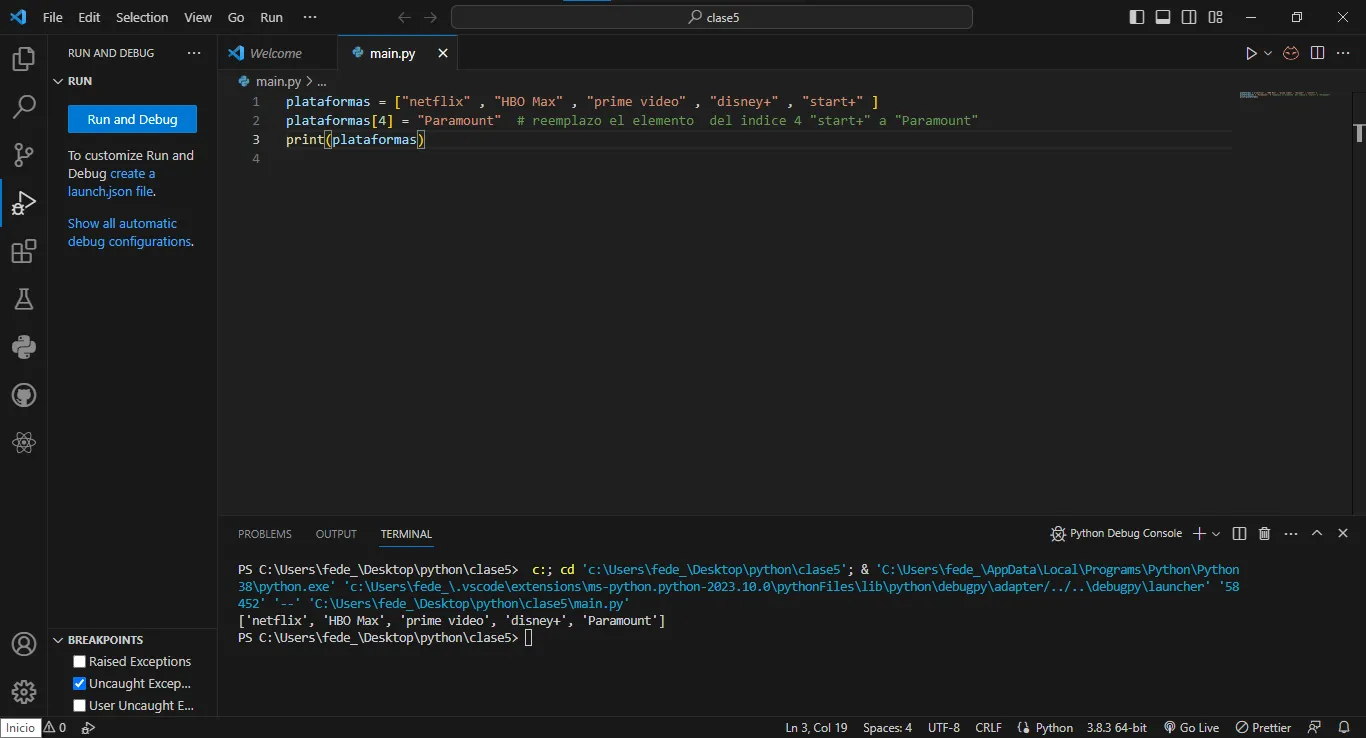 File Edit Selection View Go Run ···
clase5
RUN AND DEBUG ···
RUN
Run and Debug
To customize Run and
Debug create a
launch.json file.
Show all automatic
debug configurations.
BREAKPOINTS
Raised Exceptions
Uncaught Excep...
User Uncaught E...
Welcome
main.py
main.py > ...
1 plataformas = ["netflix" , "HBO Max" , "prime video" , "disney+" , "start+" ]
2 plataformas[4] = "Paramount"  # reemplazo el elemento  del indice 4 "start+" a "Paramount"
3 print(plataformas)
4
PROBLEMS OUTPUT TERMINAL
Python Debug Console
PS C:\Users\fede_\Desktop\python\clase5>  c:; cd 'c:\Users\fede_\Desktop\python\clase5'; & 'C:\Users\fede_\AppData\Local\Programs\Python\Python
38\python.exe' 'c:\Users\fede_\.vscode\extensions\ms-python.python-2023.10.0\pythonFiles\lib\python\debugpy\adapter/../..\debugpy\launcher' '58
452' '--' 'C:\Users\fede_\Desktop\python\clase5\main.py'
['netflix', 'HBO Max', 'prime video', 'disney+', 'Paramount']
PS C:\Users\fede_\Desktop\python\clase5>
Inicio 0
Ln 3, Col 19 Spaces: 4 UTF-8 CRLF Python 3.8.3 64-bit Go Live Prettier